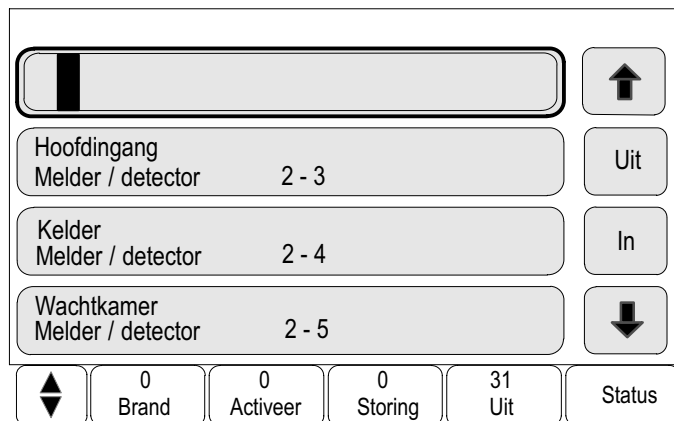 Hoofdingang
Melder / detector 2 - 3
Uit
Kelder
Melder / detector 2 - 4
In
Wachtkamer
Melder / detector 2 - 5
0 0 0 31
Brand Activeer Storing Uit Status